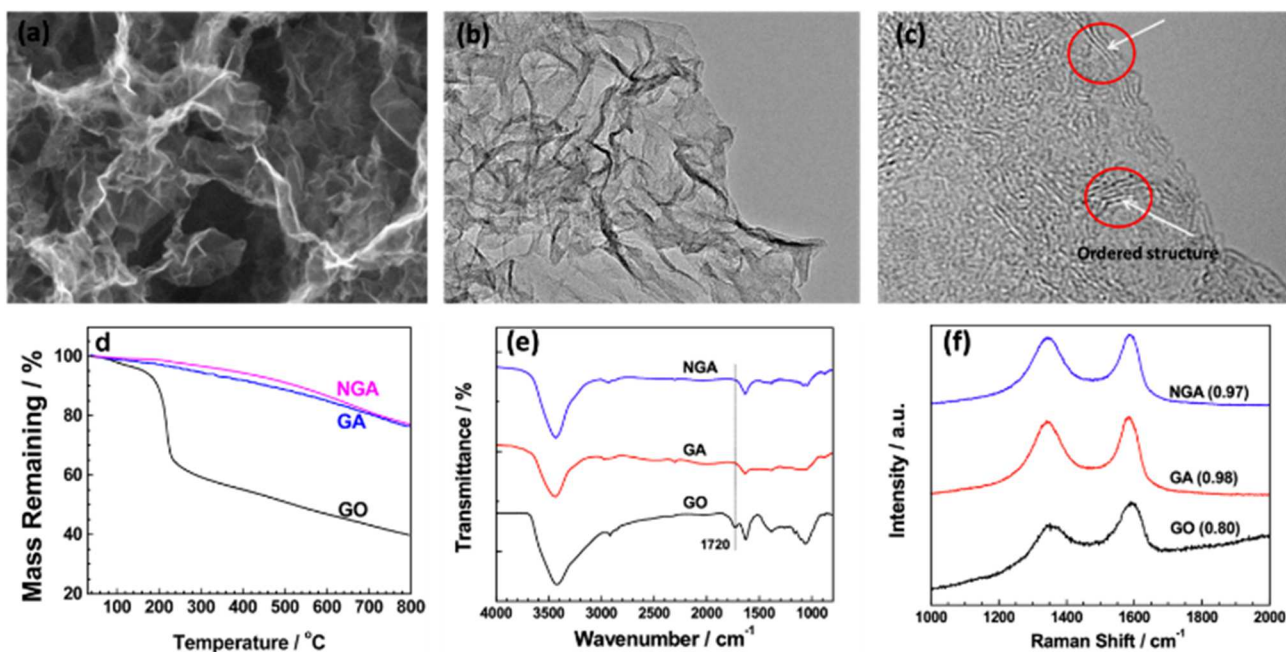 (a)
(b)
(c)
Ordered structure
d
Mass Remaining / %
100
80
60
40
20
NGA
GA
GO
100 200 300 400 500 600 700 800
Temperature / °C
(e)
Transmittance / %
NGA
GA
GO
1720
4000 3500 3000 2500 2000 1500 1000
Wavenumber / cm⁻¹
(f)
Intensity / a.u.
NGA (0.97)
GA (0.98)
GO (0.80)
1000 1200 1400 1600 1800 2000
Raman Shift / cm⁻¹